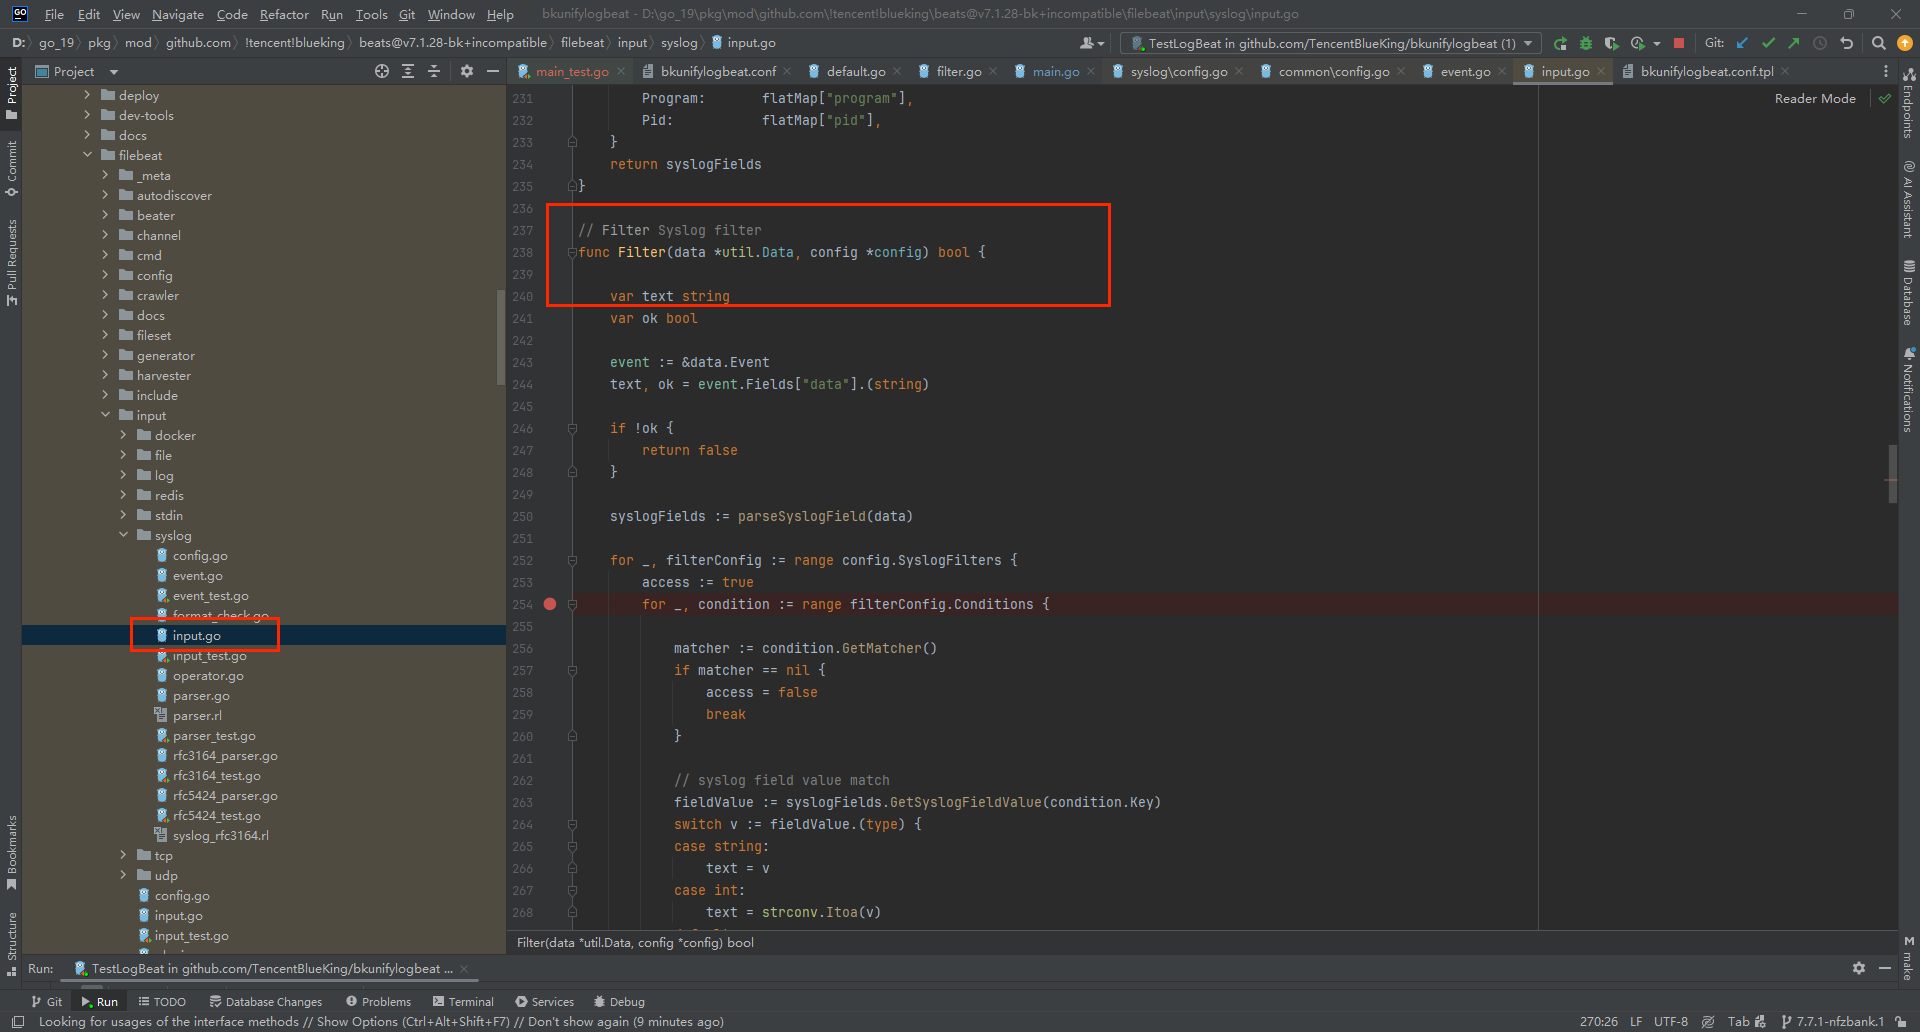 GO File Edit View Navigate Code Refactor Run Tools Git Window Help bkunifylogbeat - D:\go_19\pkg\mod\github.com\!tencent!blueking\beats@v7.1.28-bk+incompatible\filebeat\input\syslog\input.go
D: go_19 pkg mod github.com !tencent!blueking beats@v7.1.28-bk+incompatible filebeat input syslog input.go TestLogBeat in github.com/TencentBlueKing/bkunifylogbeat (1) Git:
Project main_test.go bkunifylogbeat.conf default.go filter.go main.go syslog\config.go common\config.go event.go input.go bkunifylogbeat.conf.tpl
Project
Commit
Pull Requests
Bookmarks
Structure
deploy
dev-tools
docs
filebeat
_meta
autodiscover
beater
channel
cmd
config
crawler
docs
fileset
generator
harvester
include
input
docker
file
log
redis
stdin
syslog
config.go
event.go
event_test.go
format_check.go
input.go
input_test.go
operator.go
parser.go
parser.rl
parser_test.go
rfc3164_parser.go
rfc3164_test.go
rfc5424_parser.go
rfc5424_test.go
syslog_rfc3164.rl
tcp
udp
config.go
input.go
input_test.go
Reader Mode
231 Program: flatMap["program"],
232 Pid: flatMap["pid"],
233 }
234 return syslogFields
235 }
236
237 // Filter Syslog filter
238 func Filter(data *util.Data, config *config) bool {
239
240 var text string
241 var ok bool
242
243 event := &data.Event
244 text, ok = event.Fields["data"].(string)
245
246 if !ok {
247 return false
248 }
249
250 syslogFields := parseSyslogField(data)
251
252 for _, filterConfig := range config.SyslogFilters {
253 access := true
254 for _, condition := range filterConfig.Conditions {
255
256 matcher := condition.GetMatcher()
257 if matcher == nil {
258 access = false
259 break
260 }
261
262 // syslog field value match
263 fieldValue := syslogFields.GetSyslogFieldValue(condition.Key)
264 switch v := fieldValue.(type) {
265 case string:
266 text = v
267 case int:
268 text = strconv.Itoa(v)
Filter(data *util.Data, config *config) bool
Endpoints
AI Assistant
Database
Notifications
M make
Run: TestLogBeat in github.com/TencentBlueKing/bkunifylogbeat ...
Git Run TODO Database Changes Problems Terminal Services Debug
Looking for usages of the interface methods // Show Options (Ctrl+Alt+Shift+F7) // Don't show again (9 minutes ago) 270:26 LF UTF-8 Tab 7.7.1-nfzbank.1